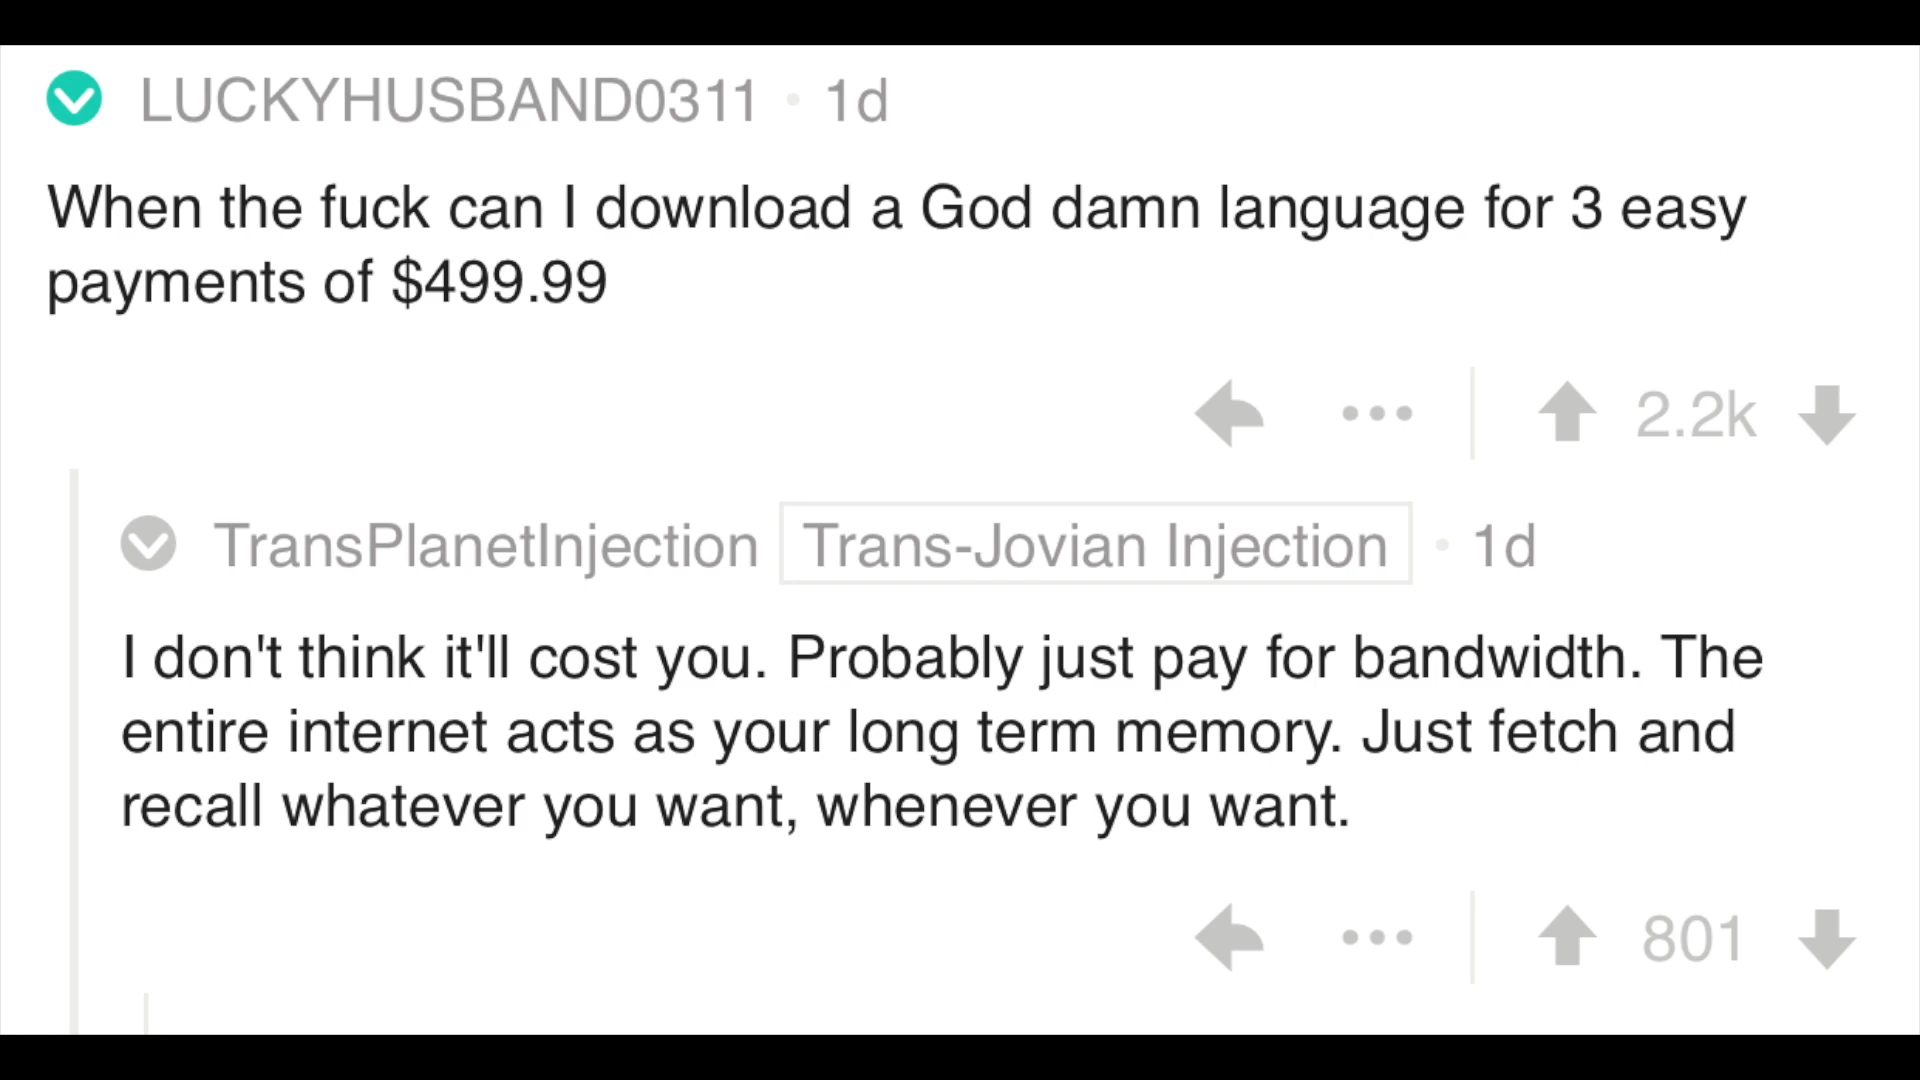 LUCKYHUSBAND0311 • 1d
When the fuck can I download a God damn language for 3 easy
payments of $499.99
2.2k
TransPlanetInjection Trans-Jovian Injection • 1d
I don't think it'll cost you. Probably just pay for bandwidth. The
entire internet acts as your long term memory. Just fetch and
recall whatever you want, whenever you want.
801